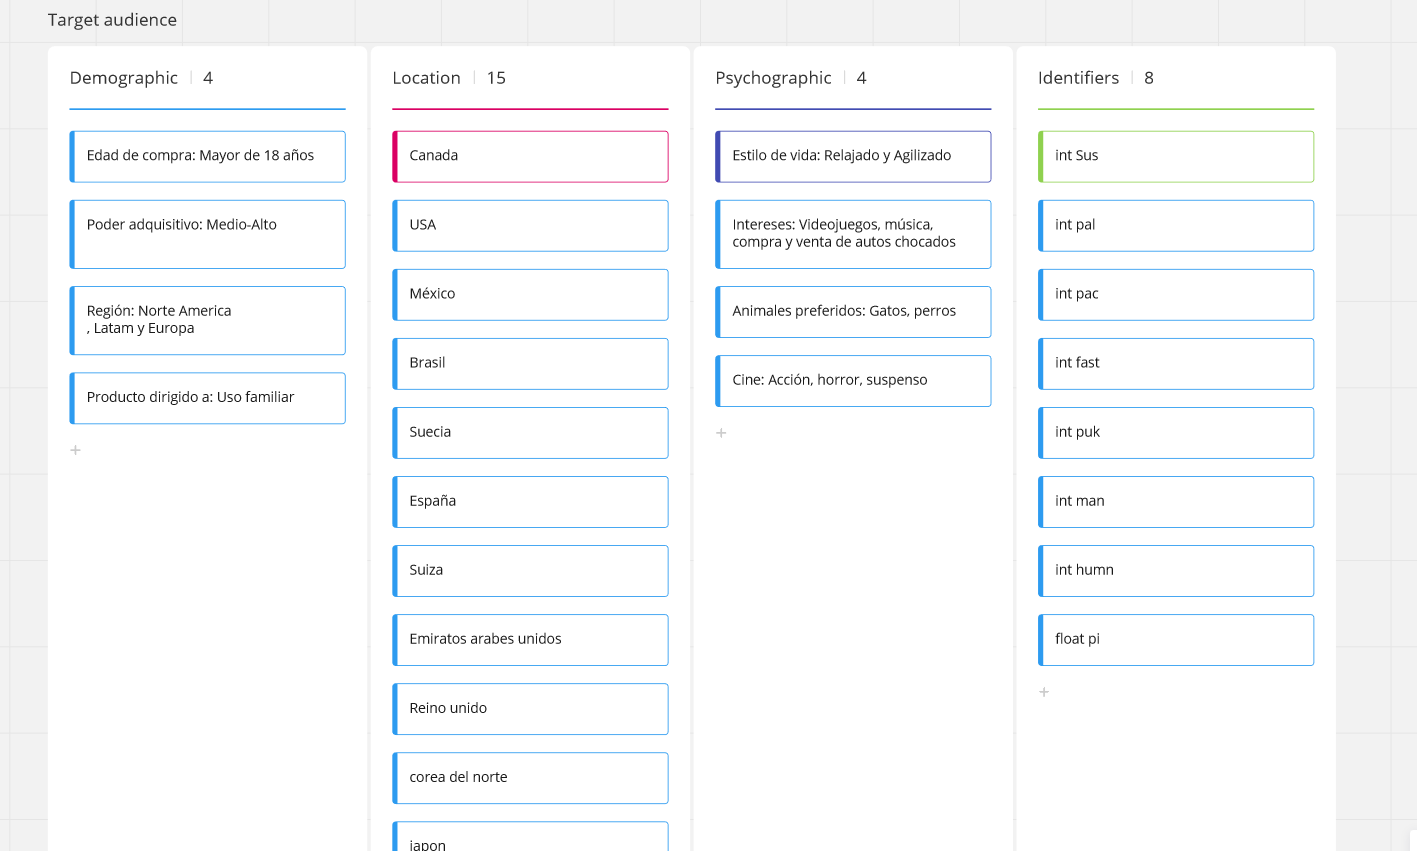 Target audience
Demographic | 4
Edad de compra: Mayor de 18 años
Poder adquisitivo: Medio-Alto
Región: Norte America
, Latam y Europa
Producto dirigido a: Uso familiar
+
Location | 15
Canada
USA
México
Brasil
Suecia
España
Suiza
Emiratos arabes unidos
Reino unido
corea del norte
japon
Psychographic | 4
Estilo de vida: Relajado y Agilizado
Intereses: Videojuegos, música,
compra y venta de autos chocados
Animales preferidos: Gatos, perros
Cine: Acción, horror, suspenso
+
Identifiers | 8
int Sus
int pal
int pac
int fast
int puk
int man
int humn
float pi
+